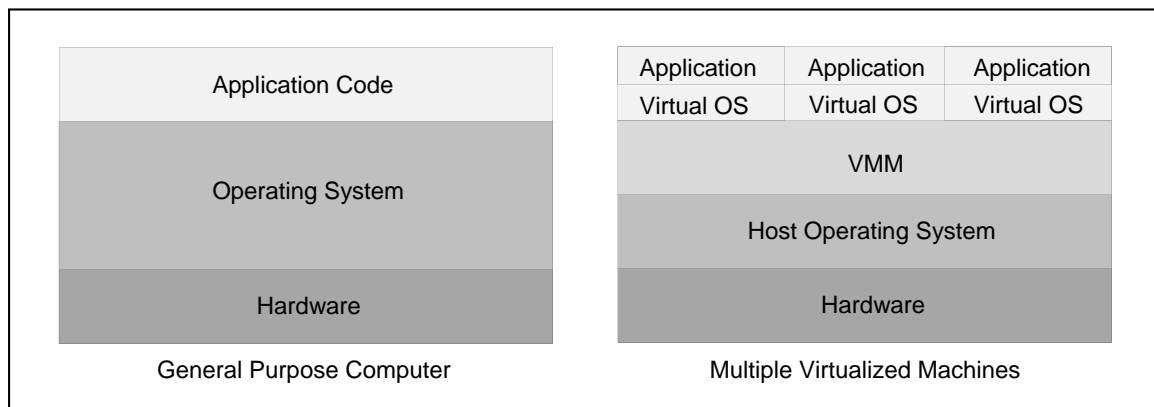 Application Code
Operating System
Hardware
General Purpose Computer
Application Application Application
Virtual OS Virtual OS Virtual OS
VMM
Host Operating System
Hardware
Multiple Virtualized Machines